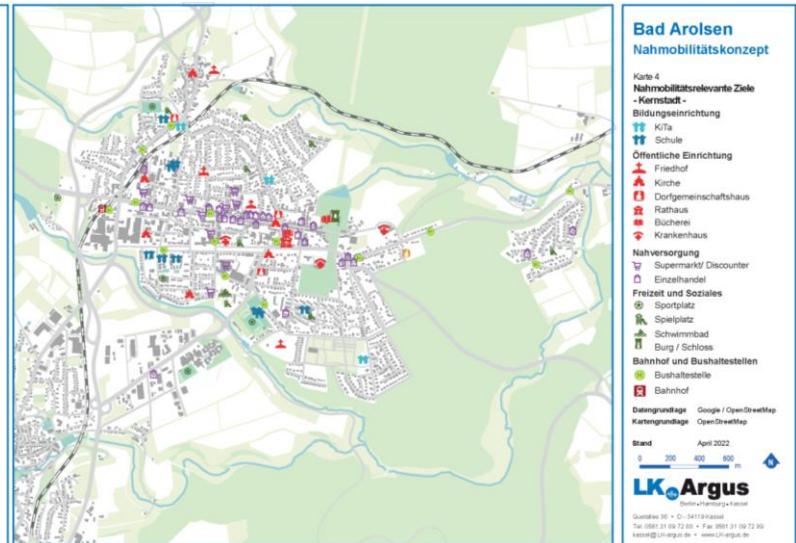 Bad Arolsen
Nahmobilitätskonzept
Karte 4
Nahmobilitätsrelevante Ziele
- Kernstadt -
Bildungseinrichtung
KiTa
Schule
Öffentliche Einrichtung
Friedhof
Kirche
Dorfgemeinschaftshaus
Rathaus
Bücherei
Krankenhaus
Nahversorgung
Supermarkt/ Discounter
Einzelhandel
Freizeit und Soziales
Sportplatz
Spielplatz
Schwimmbad
Burg / Schloss
Bahnhof und Bushaltestellen
Bushaltestelle
Bahnhof
Datengrundlage Google / OpenStreetMap
Kartengrundlage OpenStreetMap
Stand April 2022
0 200 400 600 m
N
LK Argus
Berlin • Hamburg • Kassel
D - 34119 Kassel
kassel@LK-argus.de • www.LK-argus.de